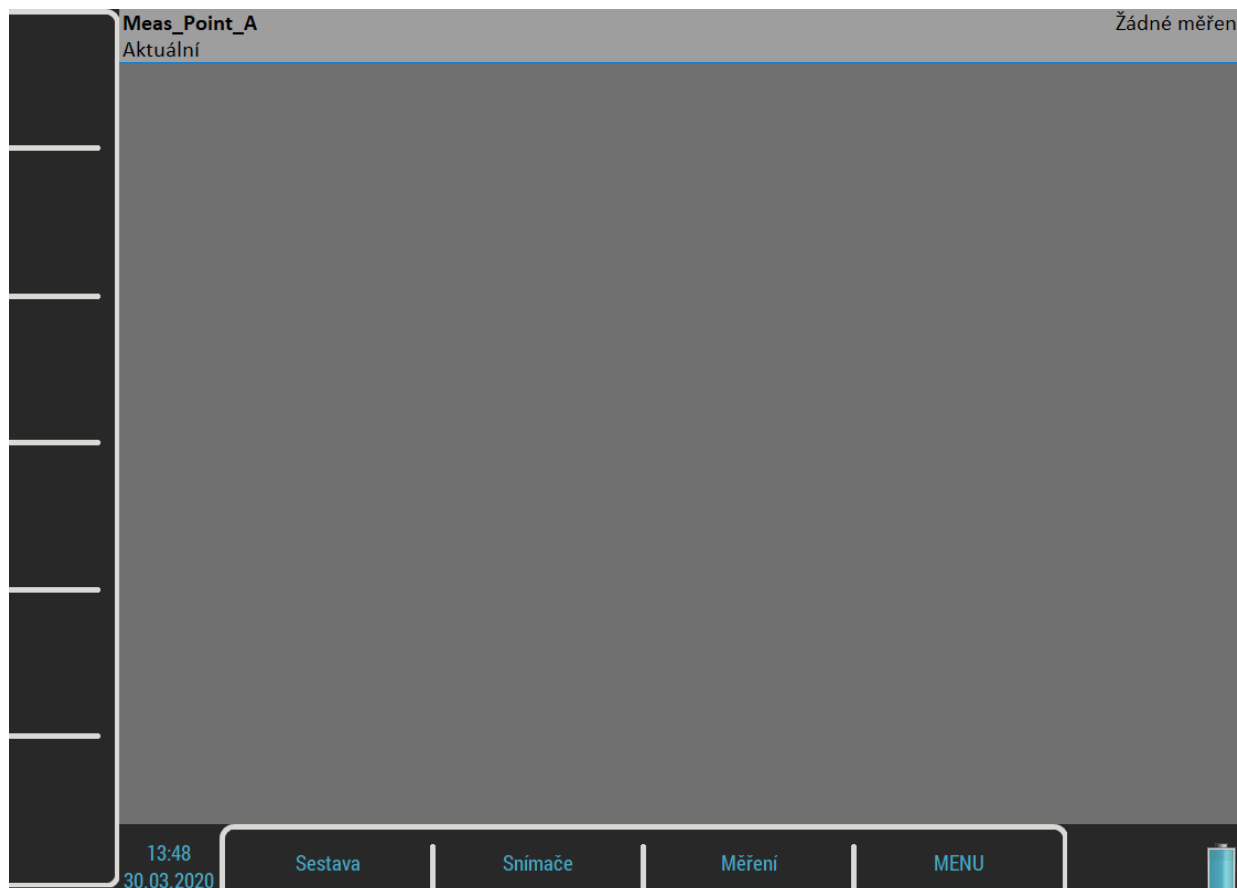 Meas_Point_A
Žádné měřen
Aktuální
13:48
30.03.2020
Sestava
Snímače
Měření
MENU